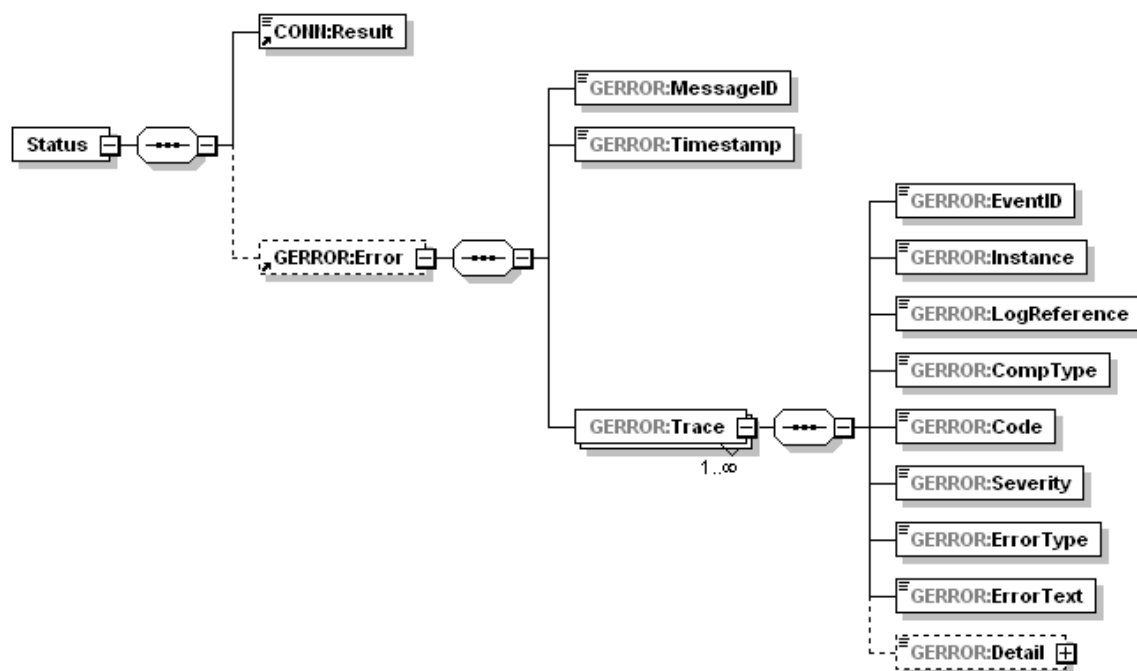 CONN:Result
GERROR:MessageID
GERROR:Timestamp
Status
GERROR:EventID
GERROR:Error
GERROR:Instance
GERROR:LogReference
GERROR:CompType
GERROR:Trace
GERROR:Code
1..∞
GERROR:Severity
GERROR:ErrorType
GERROR:ErrorText
GERROR:Detail